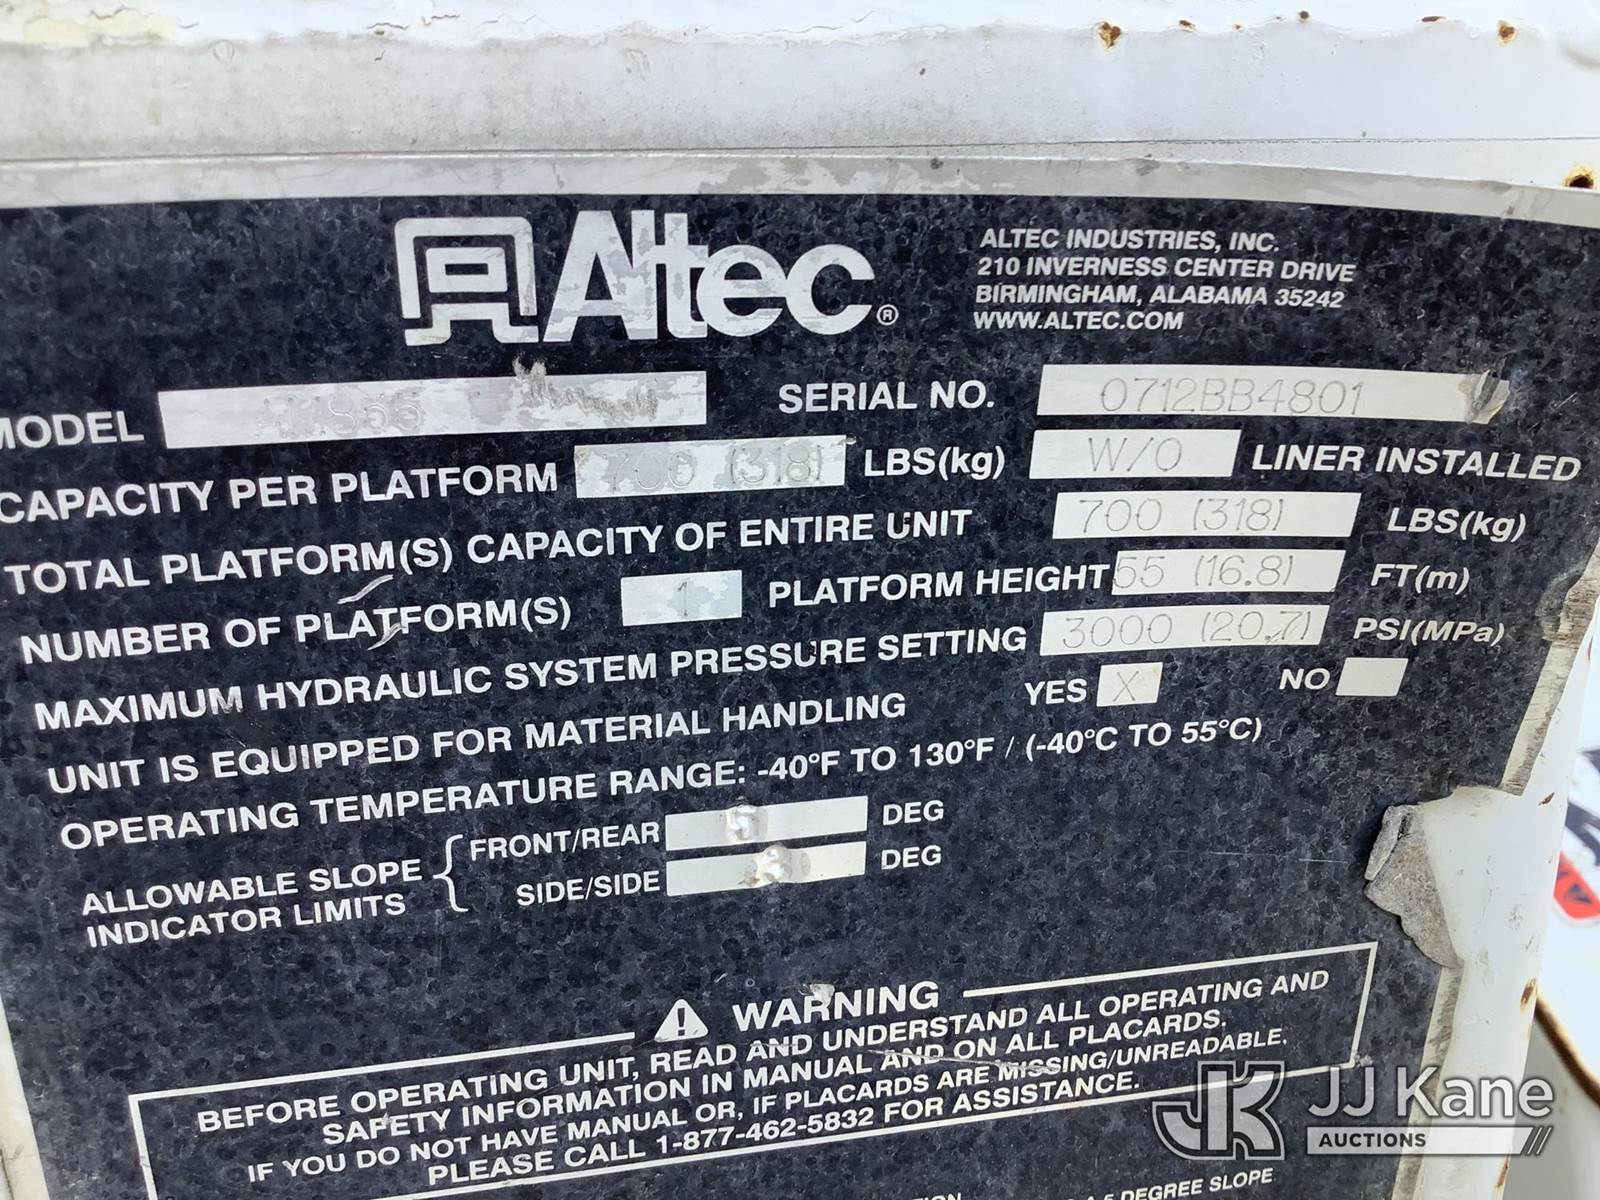 Altec®
ALTEC INDUSTRIES, INC.
210 INVERNESS CENTER DRIVE
BIRMINGHAM, ALABAMA 35242
WWW.ALTEC.COM
MODEL
SERIAL NO. 0712BB4801
CAPACITY PER PLATFORM 700 (318) LBS(kg) W/O LINER INSTALLED
TOTAL PLATFORM(S) CAPACITY OF ENTIRE UNIT 700 (318) LBS(kg)
NUMBER OF PLATFORM(S) 1 PLATFORM HEIGHT 55 (16.8) FT(m)
MAXIMUM HYDRAULIC SYSTEM PRESSURE SETTING 3000 (20.7) PSI(MPa)
UNIT IS EQUIPPED FOR MATERIAL HANDLING YES X NO
OPERATING TEMPERATURE RANGE: -40°F TO 130°F / (-40°C TO 55°C)
ALLOWABLE SLOPE INDICATOR LIMITS
FRONT/REAR 5 DEG
SIDE/SIDE DEG
WARNING
BEFORE OPERATING UNIT, READ AND UNDERSTAND ALL OPERATING AND
SAFETY INFORMATION IN MANUAL AND ON ALL PLACARDS.
IF YOU DO NOT HAVE MANUAL OR, IF PLACARDS ARE MISSING/UNREADABLE,
PLEASE CALL 1-877-462-5832 FOR ASSISTANCE.
5 DEGREE SLOPE
JK JJ Kane
AUCTIONS